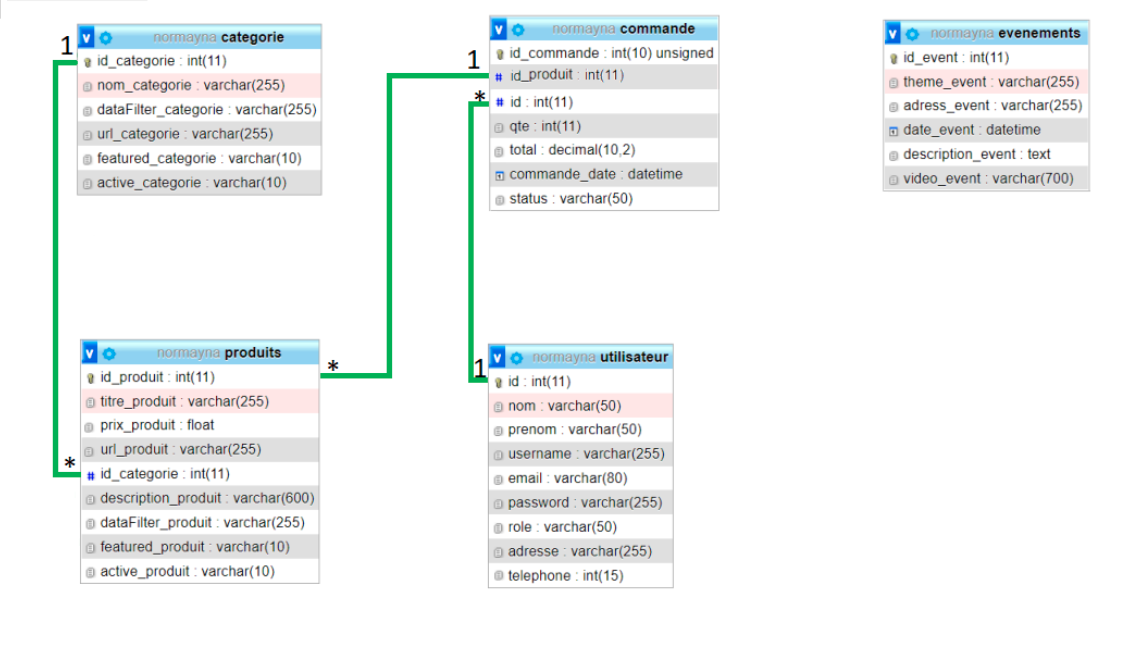 normayna categorie
1
id_categorie : int(11)
nom_categorie : varchar(255)
dataFilter_categorie : varchar(255)
url_categorie : varchar(255)
featured_categorie : varchar(10)
active_categorie : varchar(10)
normayna commande
id_commande : int(10) unsigned
1
id_produit : int(11)
*
id : int(11)
qte : int(11)
total : decimal(10,2)
commande_date : datetime
status : varchar(50)
normayna evenements
id_event : int(11)
theme_event : varchar(255)
adress_event : varchar(255)
date_event : datetime
description_event : text
video_event : varchar(700)
normayna produits
id_produit : int(11)
*
titre_produit : varchar(255)
prix_produit : float
url_produit : varchar(255)
*
id_categorie : int(11)
description_produit : varchar(600)
dataFilter_produit : varchar(255)
featured_produit : varchar(10)
active_produit : varchar(10)
normayna utilisateur
1
id : int(11)
nom : varchar(50)
prenom : varchar(50)
username : varchar(255)
email : varchar(80)
password : varchar(255)
role : varchar(50)
adresse : varchar(255)
telephone : int(15)